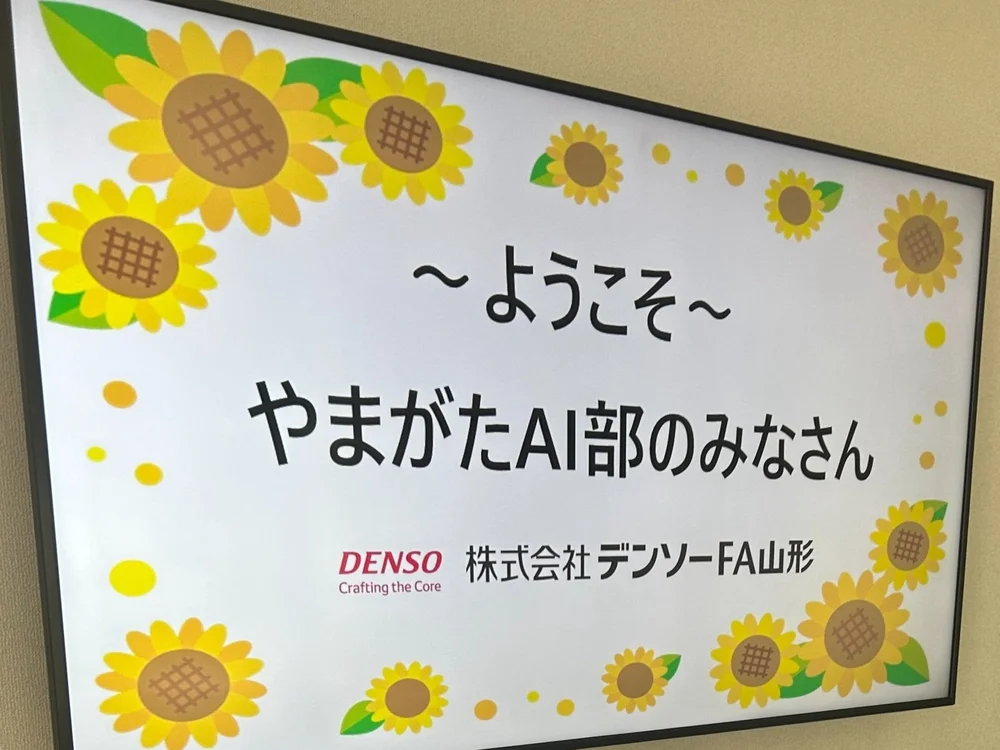 ～ようこそ～
やまがたAI部のみなさん
DENSO 株式会社デンソーFA山形
Crafting the Core